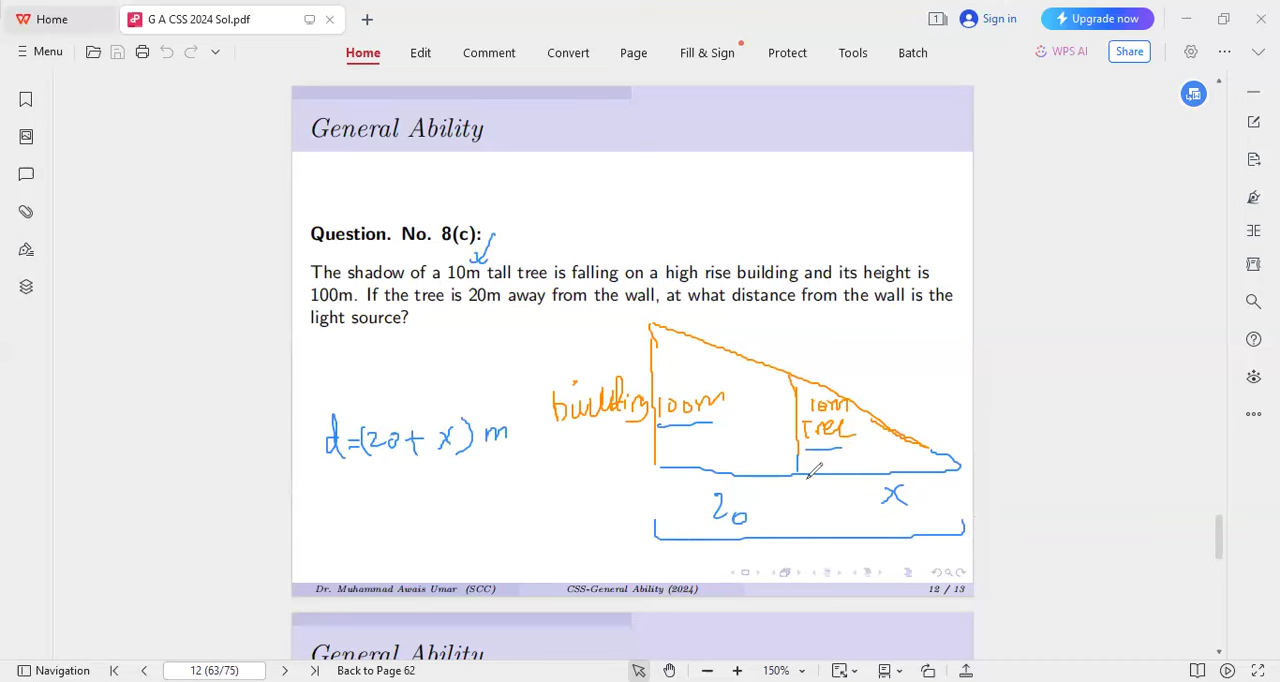 Home
G A CSS 2024 Sol.pdf
1
Sign in
Upgrade now
Menu
Home
Edit
Comment
Convert
Page
Fill & Sign
Protect
Tools
Batch
WPS AI
Share
General Ability
Question. No. 8(c):
The shadow of a 10m tall tree is falling on a high rise building and its height is
100m. If the tree is 20m away from the wall, at what distance from the wall is the
light source?
building 100m
10m
Tree
d=(20+x) m
20
x
Dr. Muhammad Awais Umar (SCC)
CSS-General Ability (2024)
12 / 13
General Ability
Navigation
12 (63/75)
Back to Page 62
150%